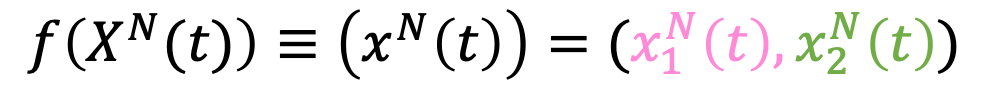 f(X^N(t)) ≡ (x^N(t)) = (x_1^N(t), x_2^N(t))